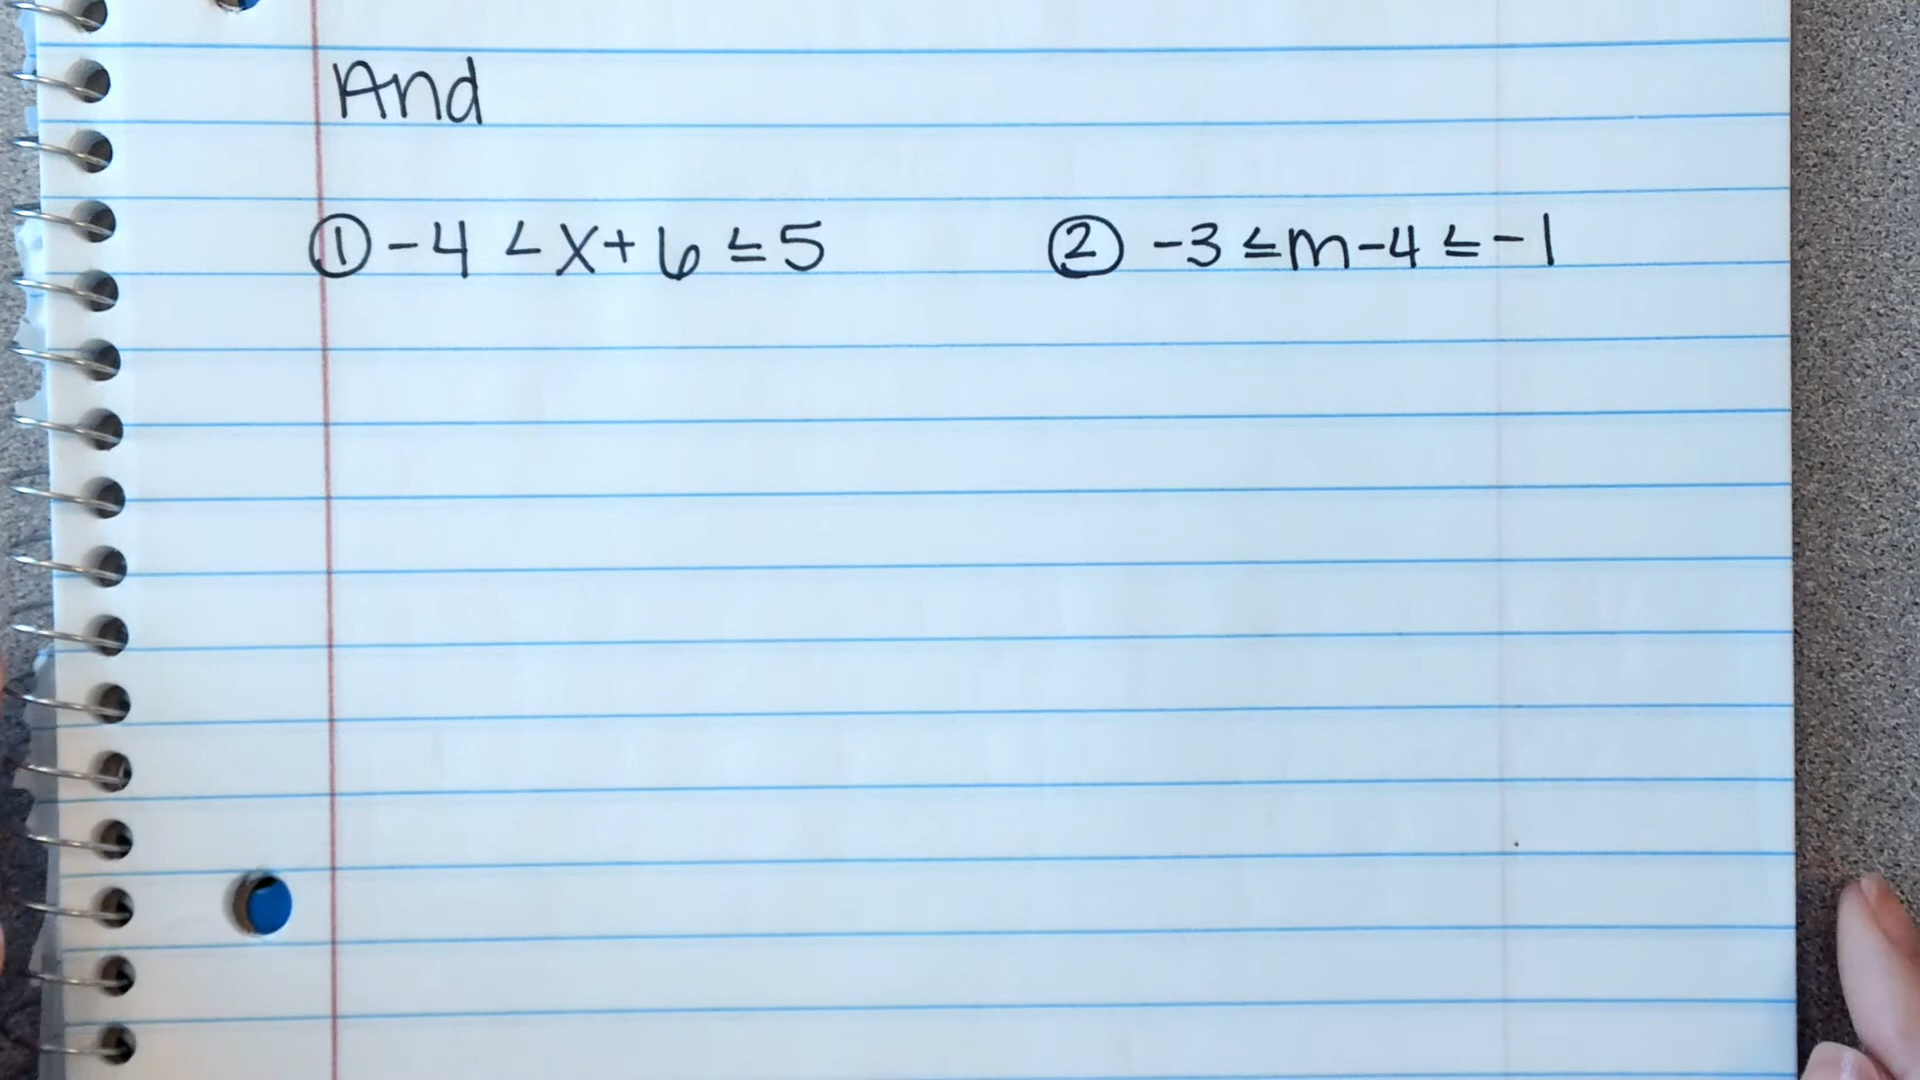 And
① -4 < x + 6 ≤ 5
② -3 ≤ m - 4 ≤ -1